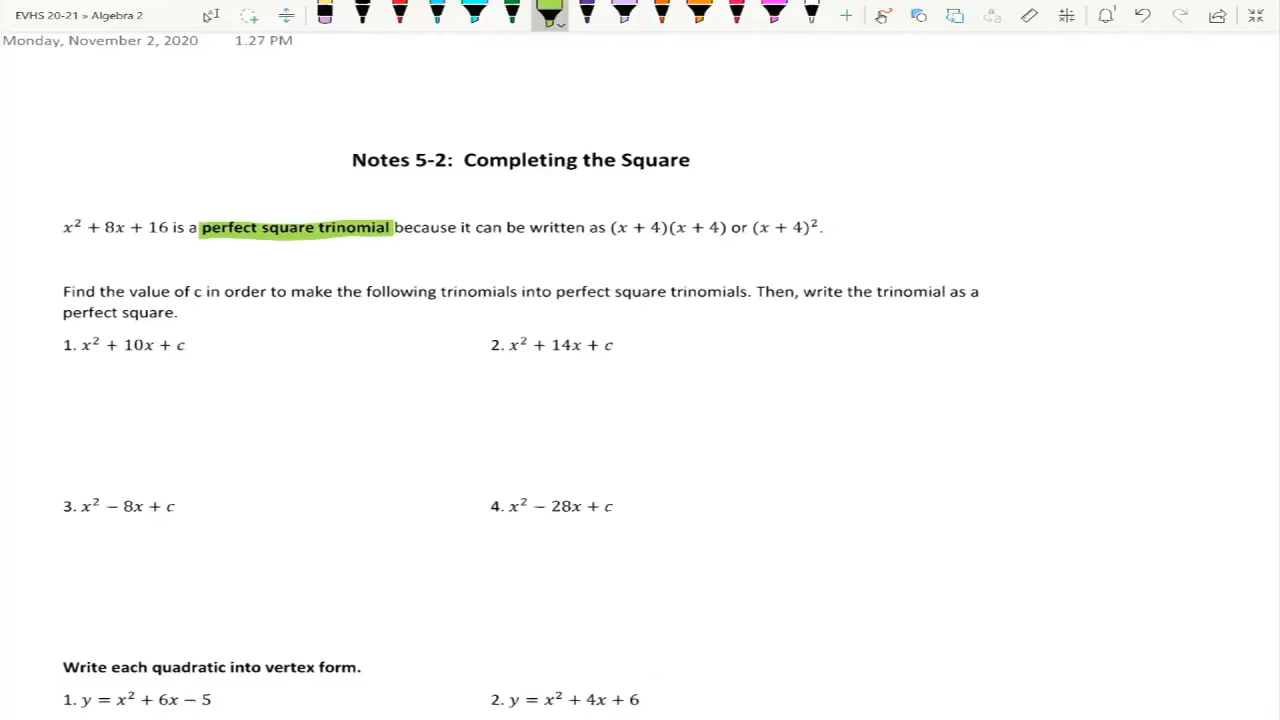 EVHS 20-21 » Algebra 2
Monday, November 2, 2020 1:27 PM
Notes 5-2: Completing the Square
x² + 8x + 16 is a perfect square trinomial because it can be written as (x + 4)(x + 4) or (x + 4)².
Find the value of c in order to make the following trinomials into perfect square trinomials. Then, write the trinomial as a
perfect square.
1. x² + 10x + c 2. x² + 14x + c
3. x² − 8x + c 4. x² − 28x + c
Write each quadratic into vertex form.
1. y = x² + 6x − 5 2. y = x² + 4x + 6